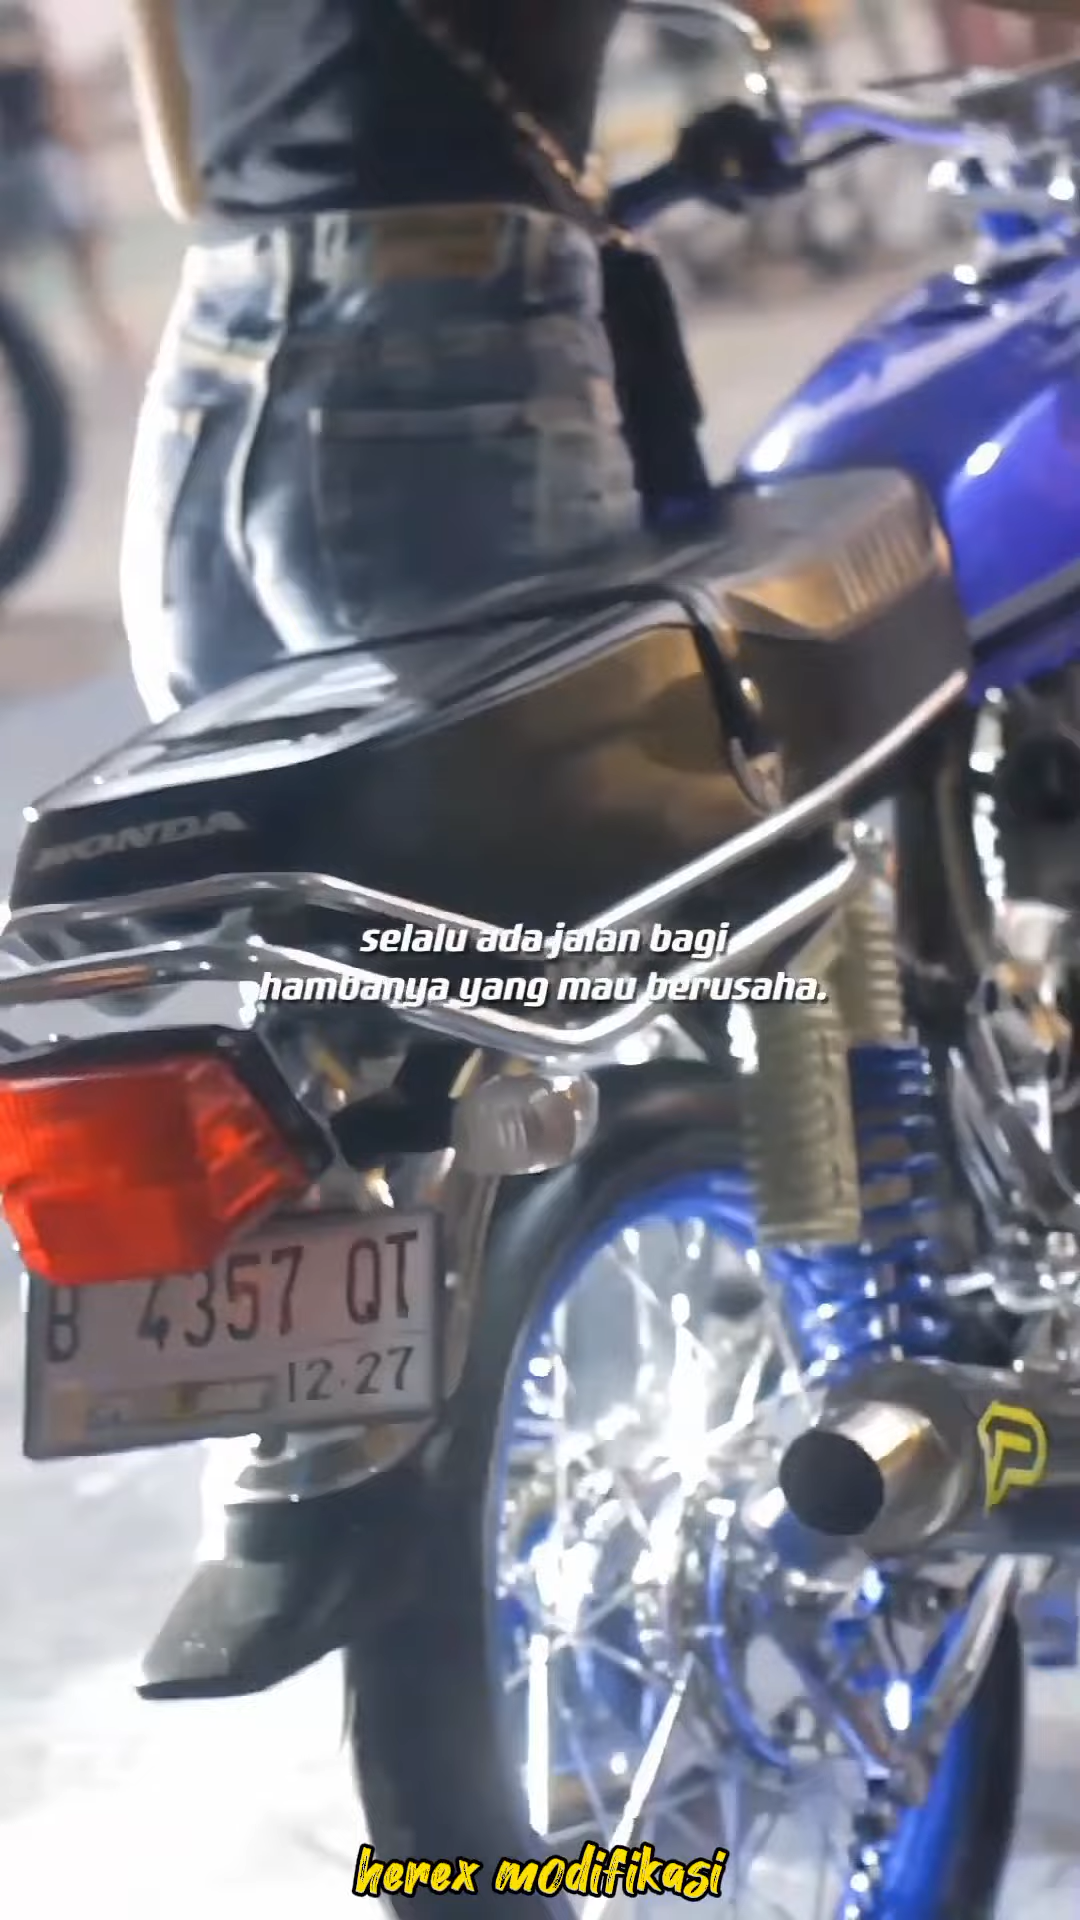 HONDA
selalu ada jalan bagi
hambanya yang mau berusaha.
B 4357 QT
12·27
herex modifikasi